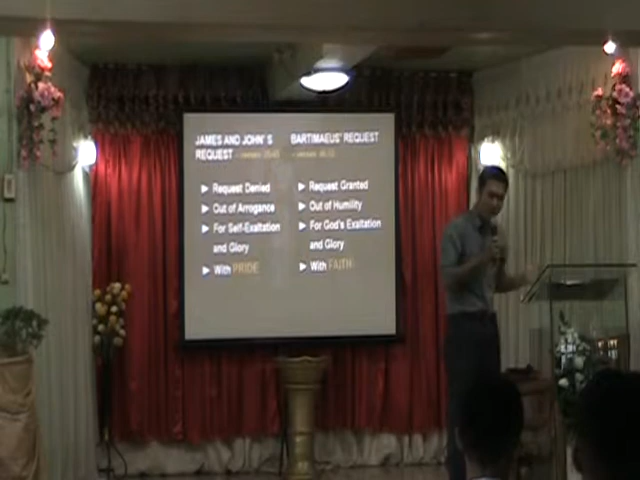 JAMES AND JOHN' S
REQUEST
BARTIMAEUS' REQUEST
► Request Denied
► Out of Arrogance
► For Self-Exaltation
and Glory
► With PRIDE
► Request Granted
► Out of Humility
► For God's Exaltation
and Glory
► With FAITH